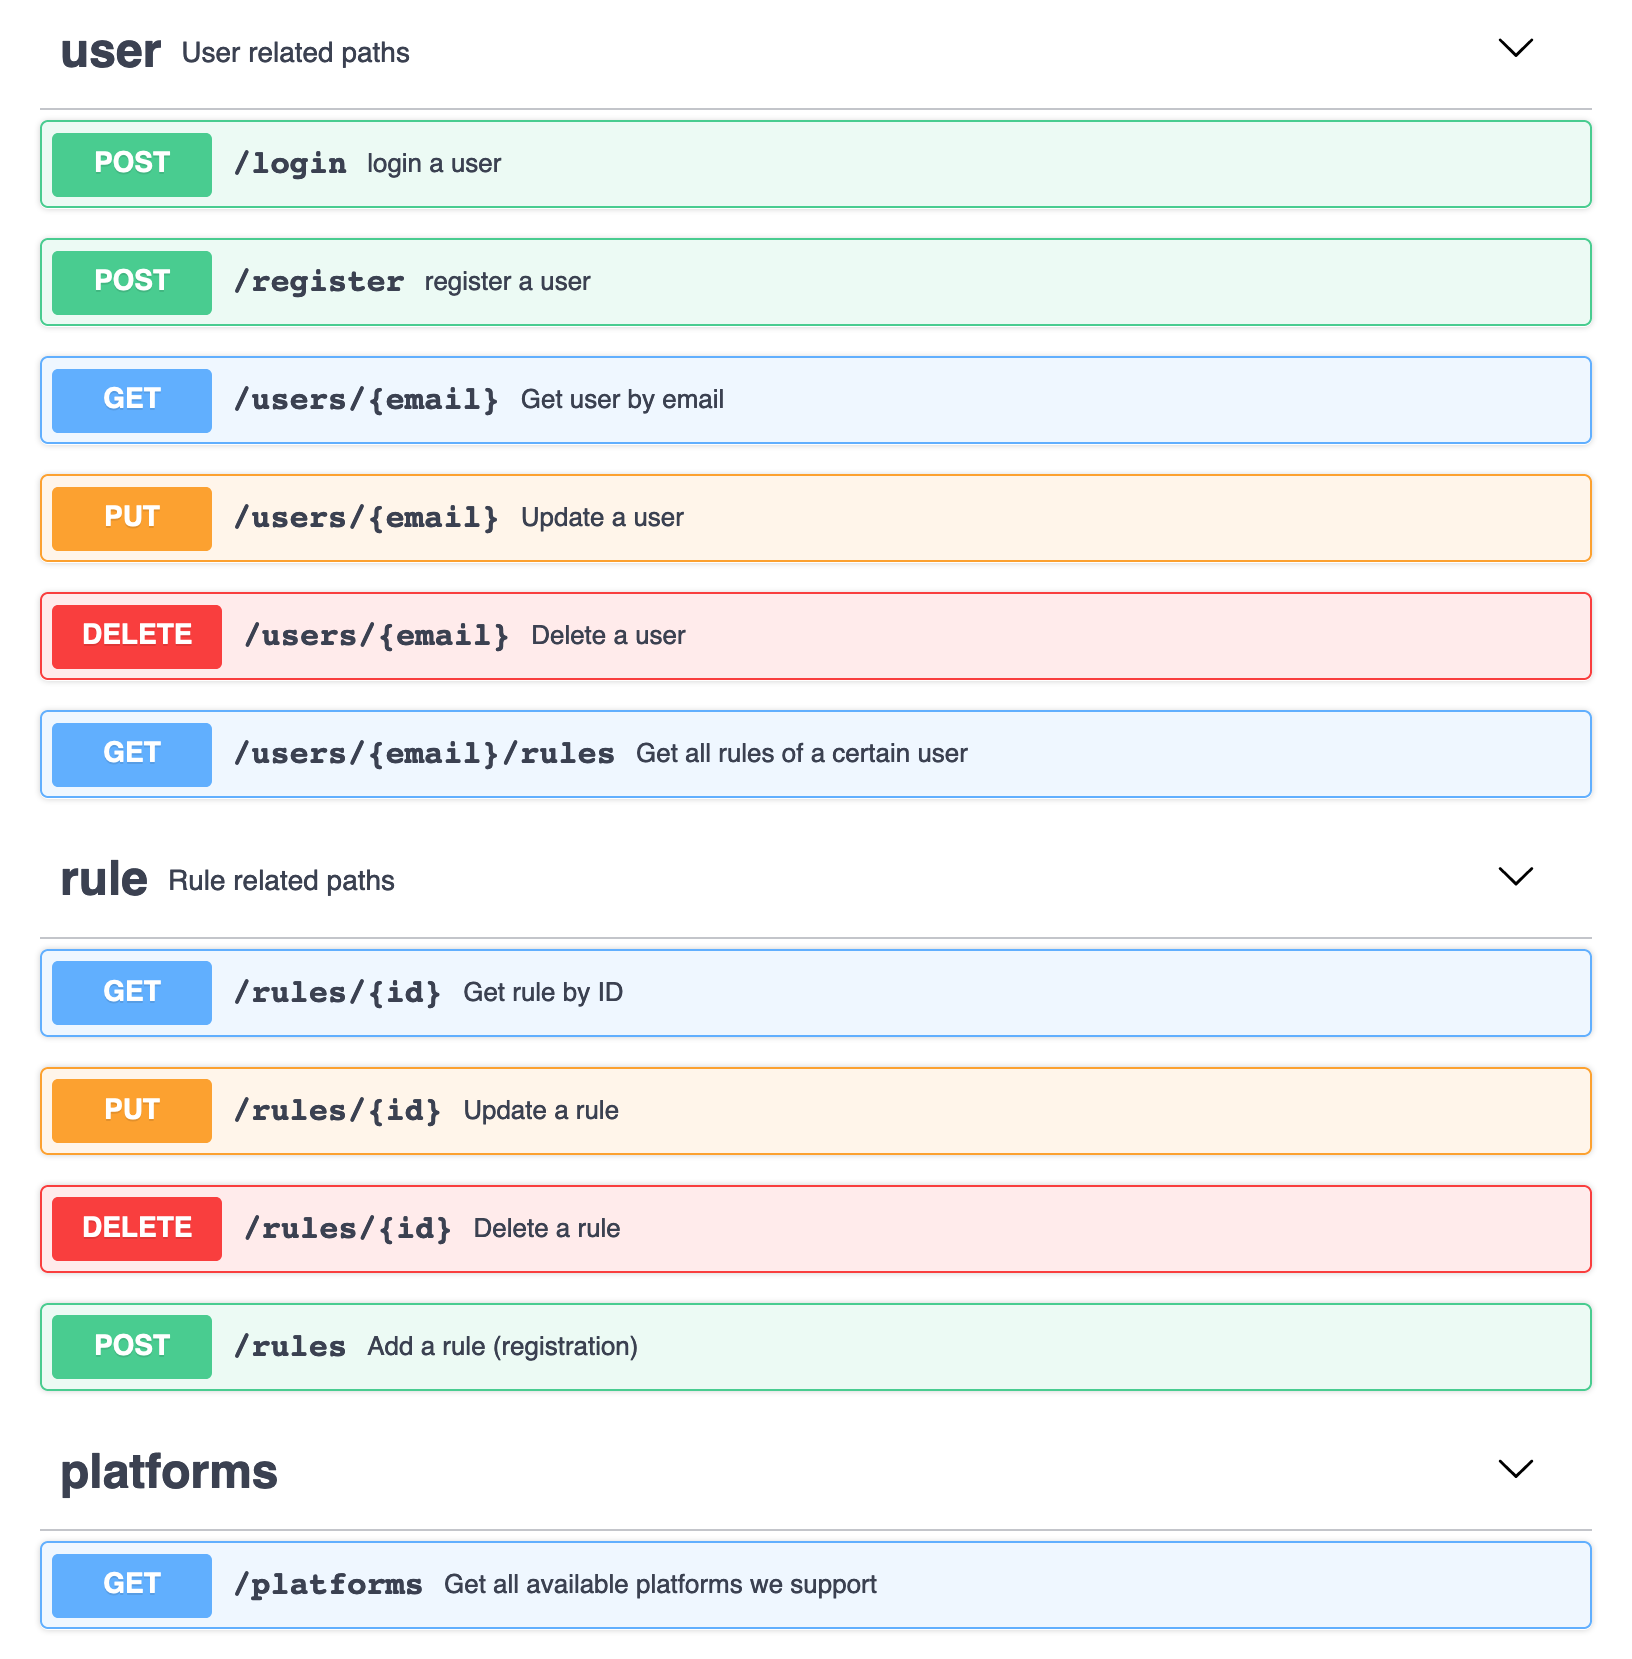 user User related paths
POST /login login a user
POST /register register a user
GET /users/{email} Get user by email
PUT /users/{email} Update a user
DELETE /users/{email} Delete a user
GET /users/{email}/rules Get all rules of a certain user
rule Rule related paths
GET /rules/{id} Get rule by ID
PUT /rules/{id} Update a rule
DELETE /rules/{id} Delete a rule
POST /rules Add a rule (registration)
platforms
GET /platforms Get all available platforms we support